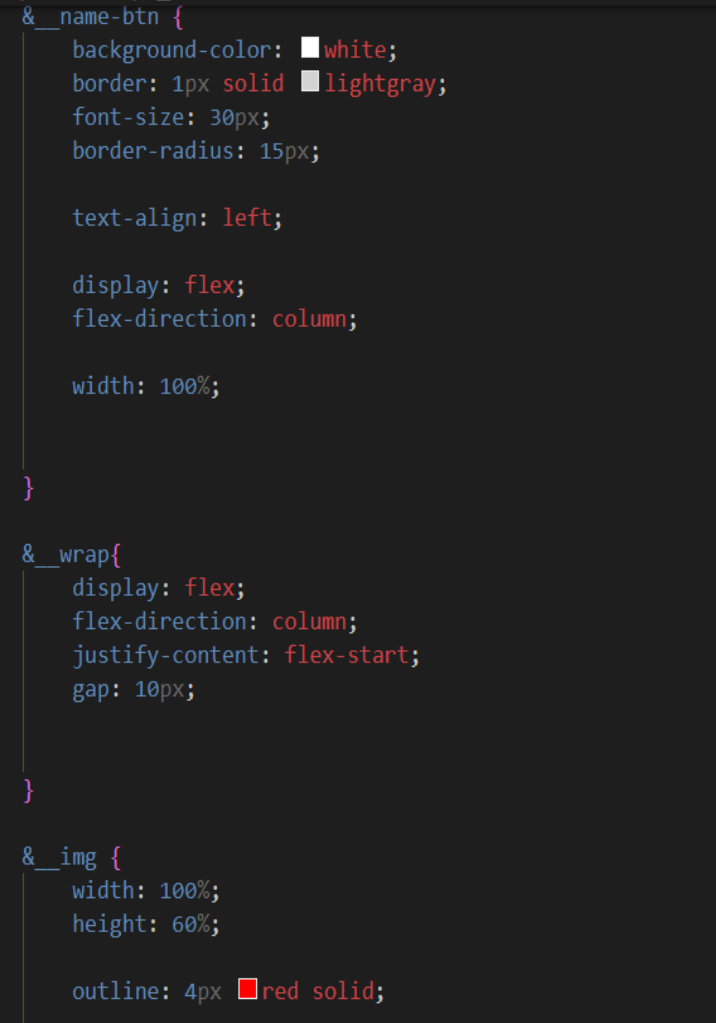 &__name-btn {
background-color: white;
border: 1px solid lightgray;
font-size: 30px;
border-radius: 15px;
text-align: left;
display: flex;
flex-direction: column;
width: 100%;
}
&__wrap{
display: flex;
flex-direction: column;
justify-content: flex-start;
gap: 10px;
}
&__img {
width: 100%;
height: 60%;
outline: 4px red solid;